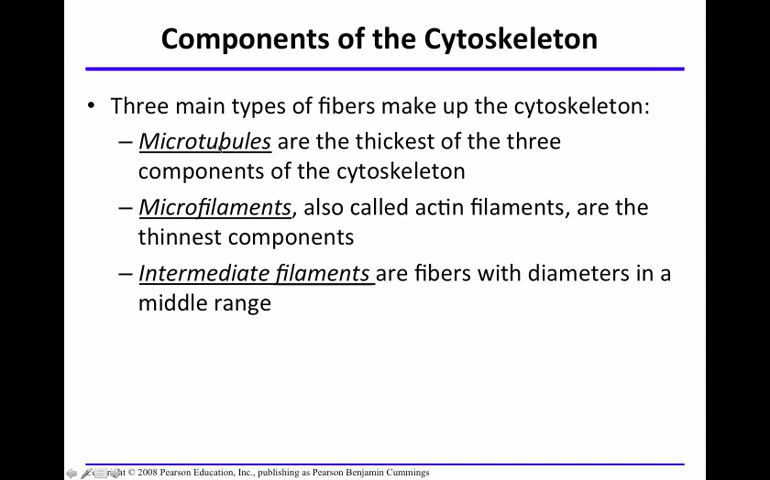 Components of the Cytoskeleton
• Three main types of fibers make up the cytoskeleton:
– Microtubules are the thickest of the three
components of the cytoskeleton
– Microfilaments, also called actin filaments, are the
thinnest components
– Intermediate filaments are fibers with diameters in a
middle range
© 2008 Pearson Education, Inc., publishing as Pearson Benjamin Cummings